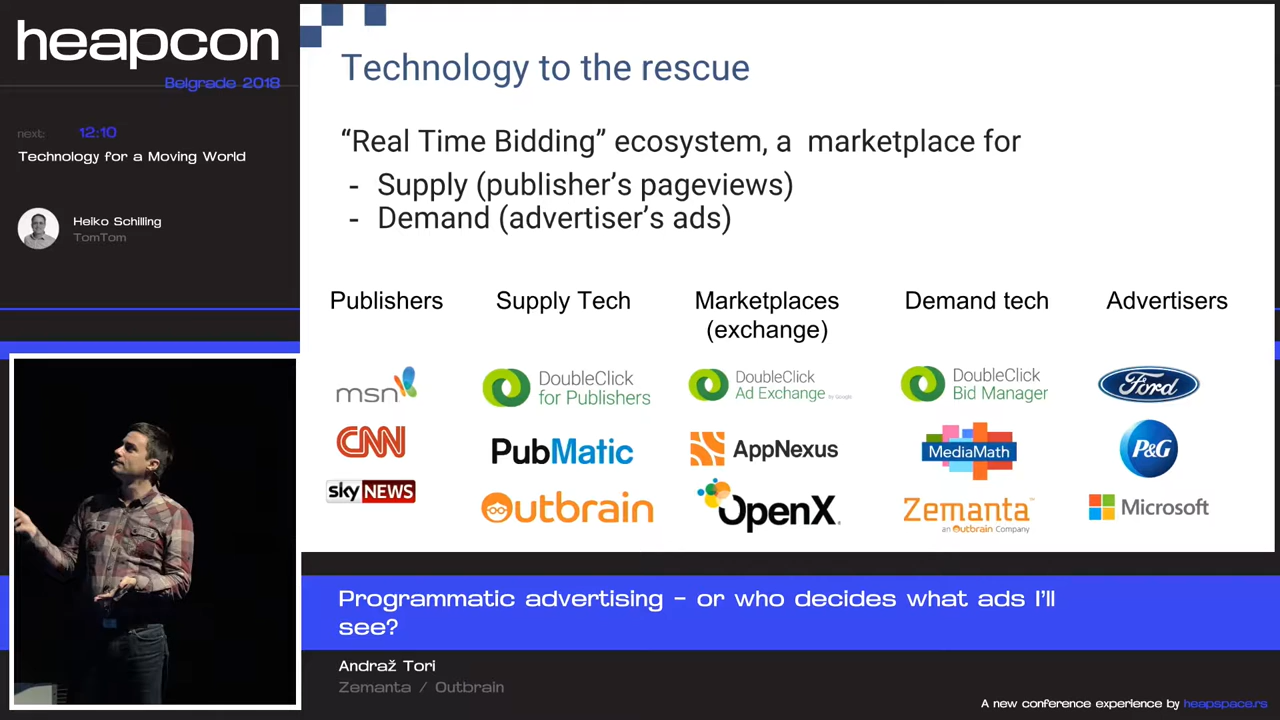 heapcon
Belgrade 2018
next: 12:10
Technology for a Moving World
Heiko Schilling
TomTom
Technology to the rescue
“Real Time Bidding” ecosystem, a marketplace for
- Supply (publisher’s pageviews)
- Demand (advertiser’s ads)
Publishers
Supply Tech
Marketplaces
(exchange)
Demand tech
Advertisers
msn
DoubleClick
for Publishers
DoubleClick
Ad Exchange by Google
DoubleClick
Bid Manager
Ford
CNN
PubMatic
AppNexus
MediaMath
P&G
sky NEWS
Outbrain
OpenX
Zemanta™
an Outbrain Company
Microsoft
Programmatic advertising - or who decides what ads I’ll
see?
Andraž Tori
Zemanta / Outbrain
A new conference experience by heapspace.rs